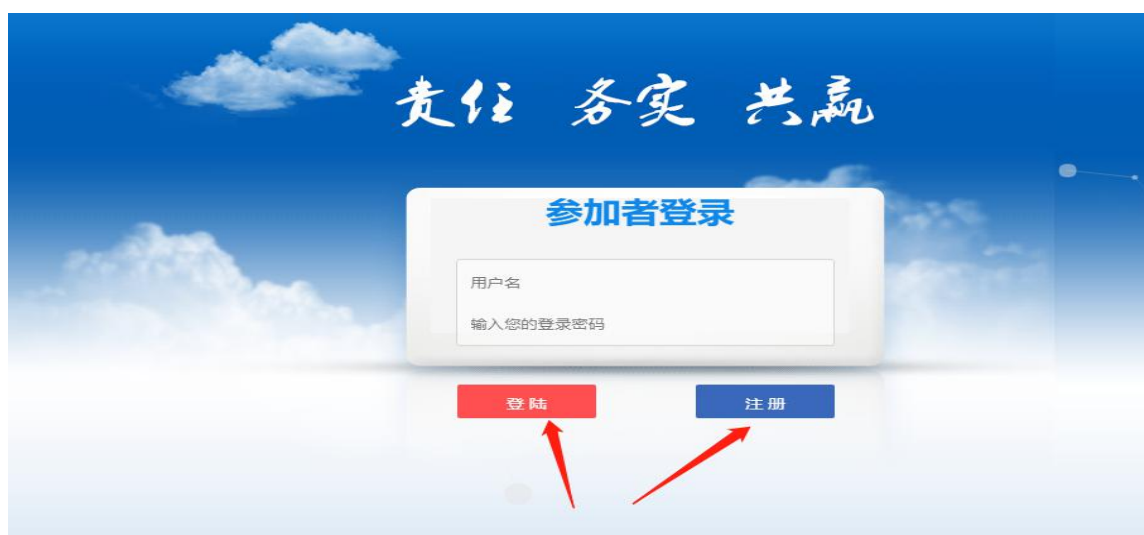 责任 务实 共赢
参加者登录
用户名
输入您的登录密码
登陆 注册